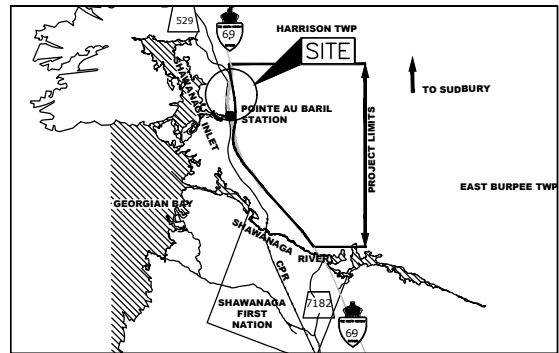 529
69
HARRISON TWP
SITE
TO SUDBURY
SHAWANAGA INLET
POINTE AU BARIL
STATION
PROJECT LIMITS
EAST BURPEE TWP
GEORGIAN BAY
SHAWANAGA
RIVER
CPR
SHAWANAGA
FIRST
NATION
7182
69